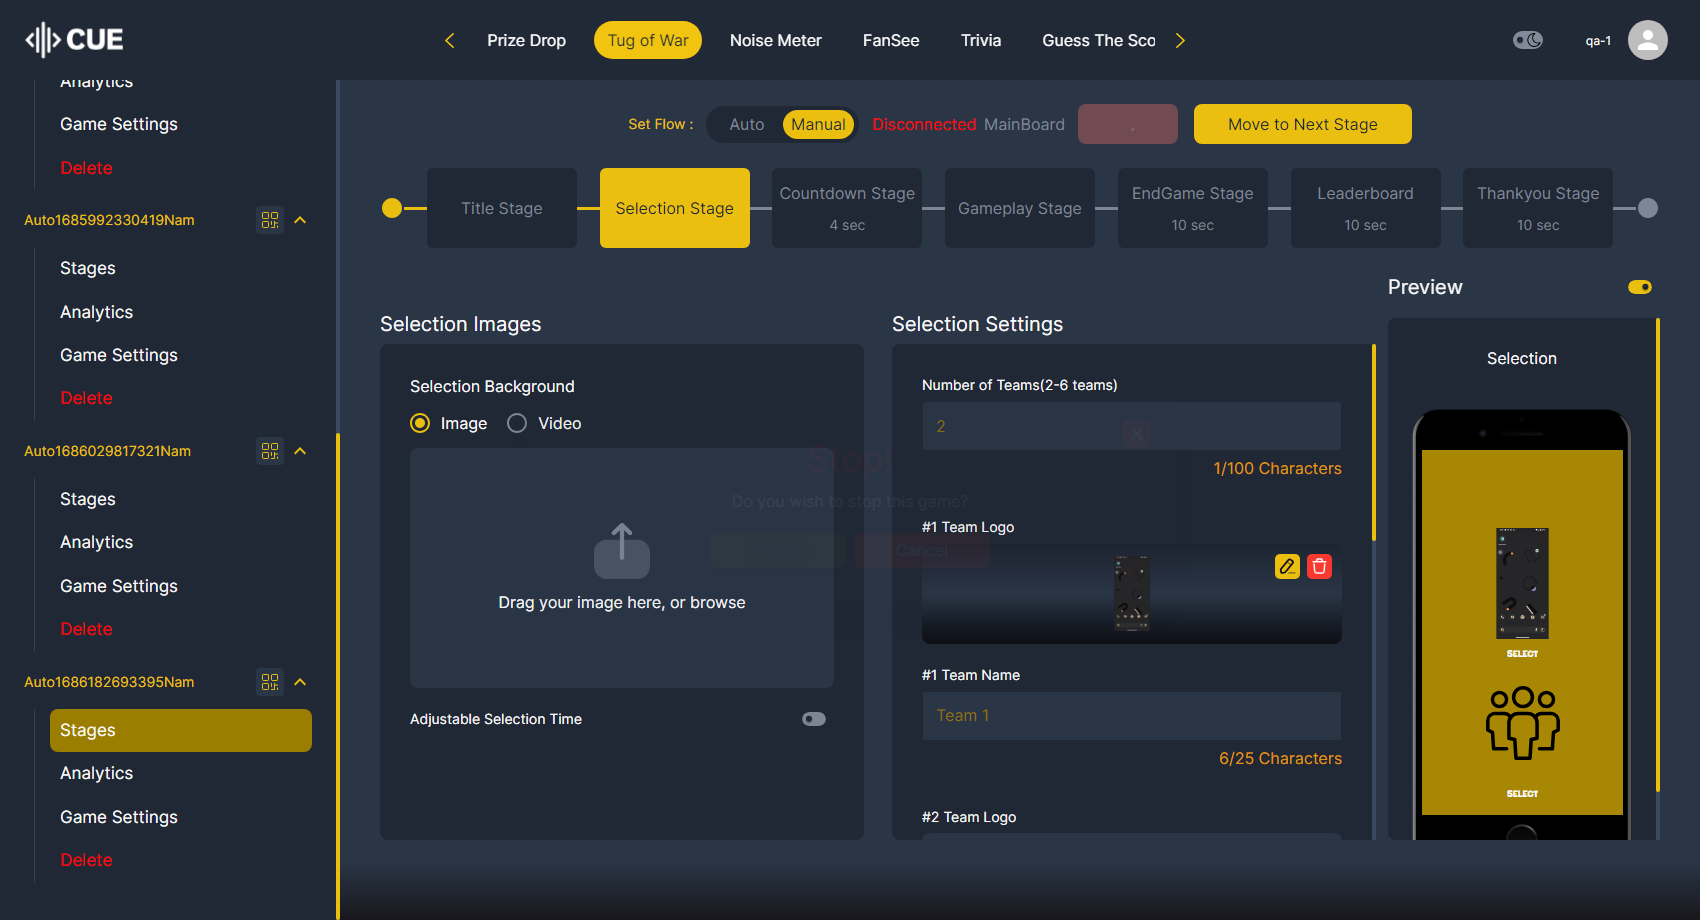 CUE
Prize Drop
Tug of War
Noise Meter
FanSee
Trivia
Guess The Sco
qa-1
Analytics
Game Settings
Delete
Auto1685992330419Nam
Stages
Analytics
Game Settings
Delete
Auto1686029817321Nam
Stages
Analytics
Game Settings
Delete
Auto1686182693395Nam
Stages
Analytics
Game Settings
Delete
Set Flow :
Auto
Manual
Disconnected MainBoard
Move to Next Stage
Title Stage
Selection Stage
Countdown Stage
4 sec
Gameplay Stage
EndGame Stage
10 sec
Leaderboard
10 sec
Thankyou Stage
10 sec
Selection Images
Selection Background
Image
Video
Drag your image here, or browse
Adjustable Selection Time
Stop!
Do you wish to stop this game?
Cancel
Selection Settings
Number of Teams(2-6 teams)
2
1/100 Characters
#1 Team Logo
#1 Team Name
Team 1
6/25 Characters
#2 Team Logo
Preview
Selection
SELECT
SELECT